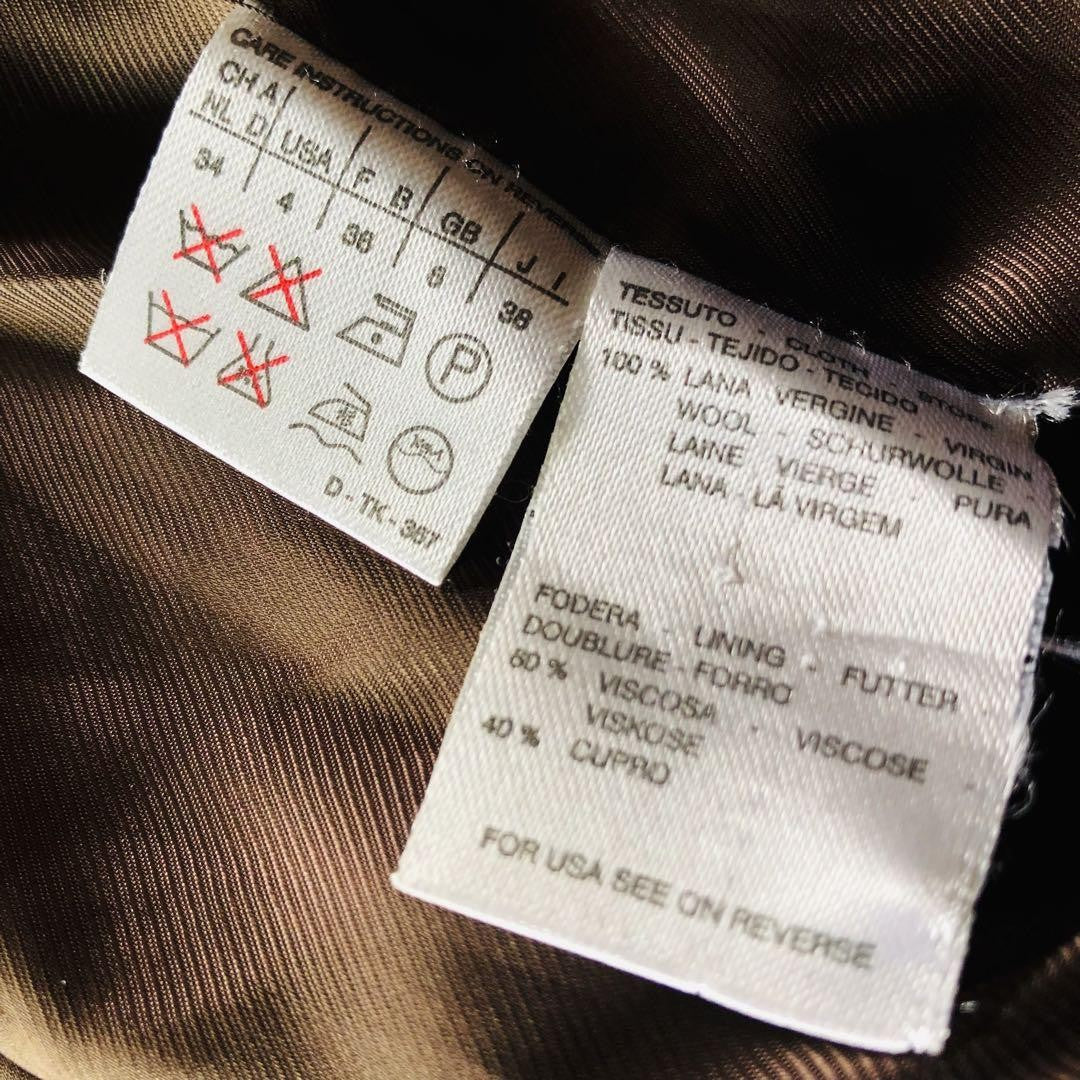 CARE INSTRUCTIONS ON REVERSE
CH A
NL D USA F B GB J I
34 4 36 8 38
P
D-TK-367
TESSUTO - CLOTH - STOFF
TISSU - TEJIDO - TECIDO
100 % LANA VERGINE - VIRGIN
WOOL - SCHURWOLLE -
LAINE VIERGE - PURA
LANA - LÃ VIRGEM
FODERA - LINING - FUTTER
DOUBLURE - FORRO
60 % VISCOSA - VISCOSE -
VISKOSE
40 % CUPRO
FOR USA SEE ON REVERSE